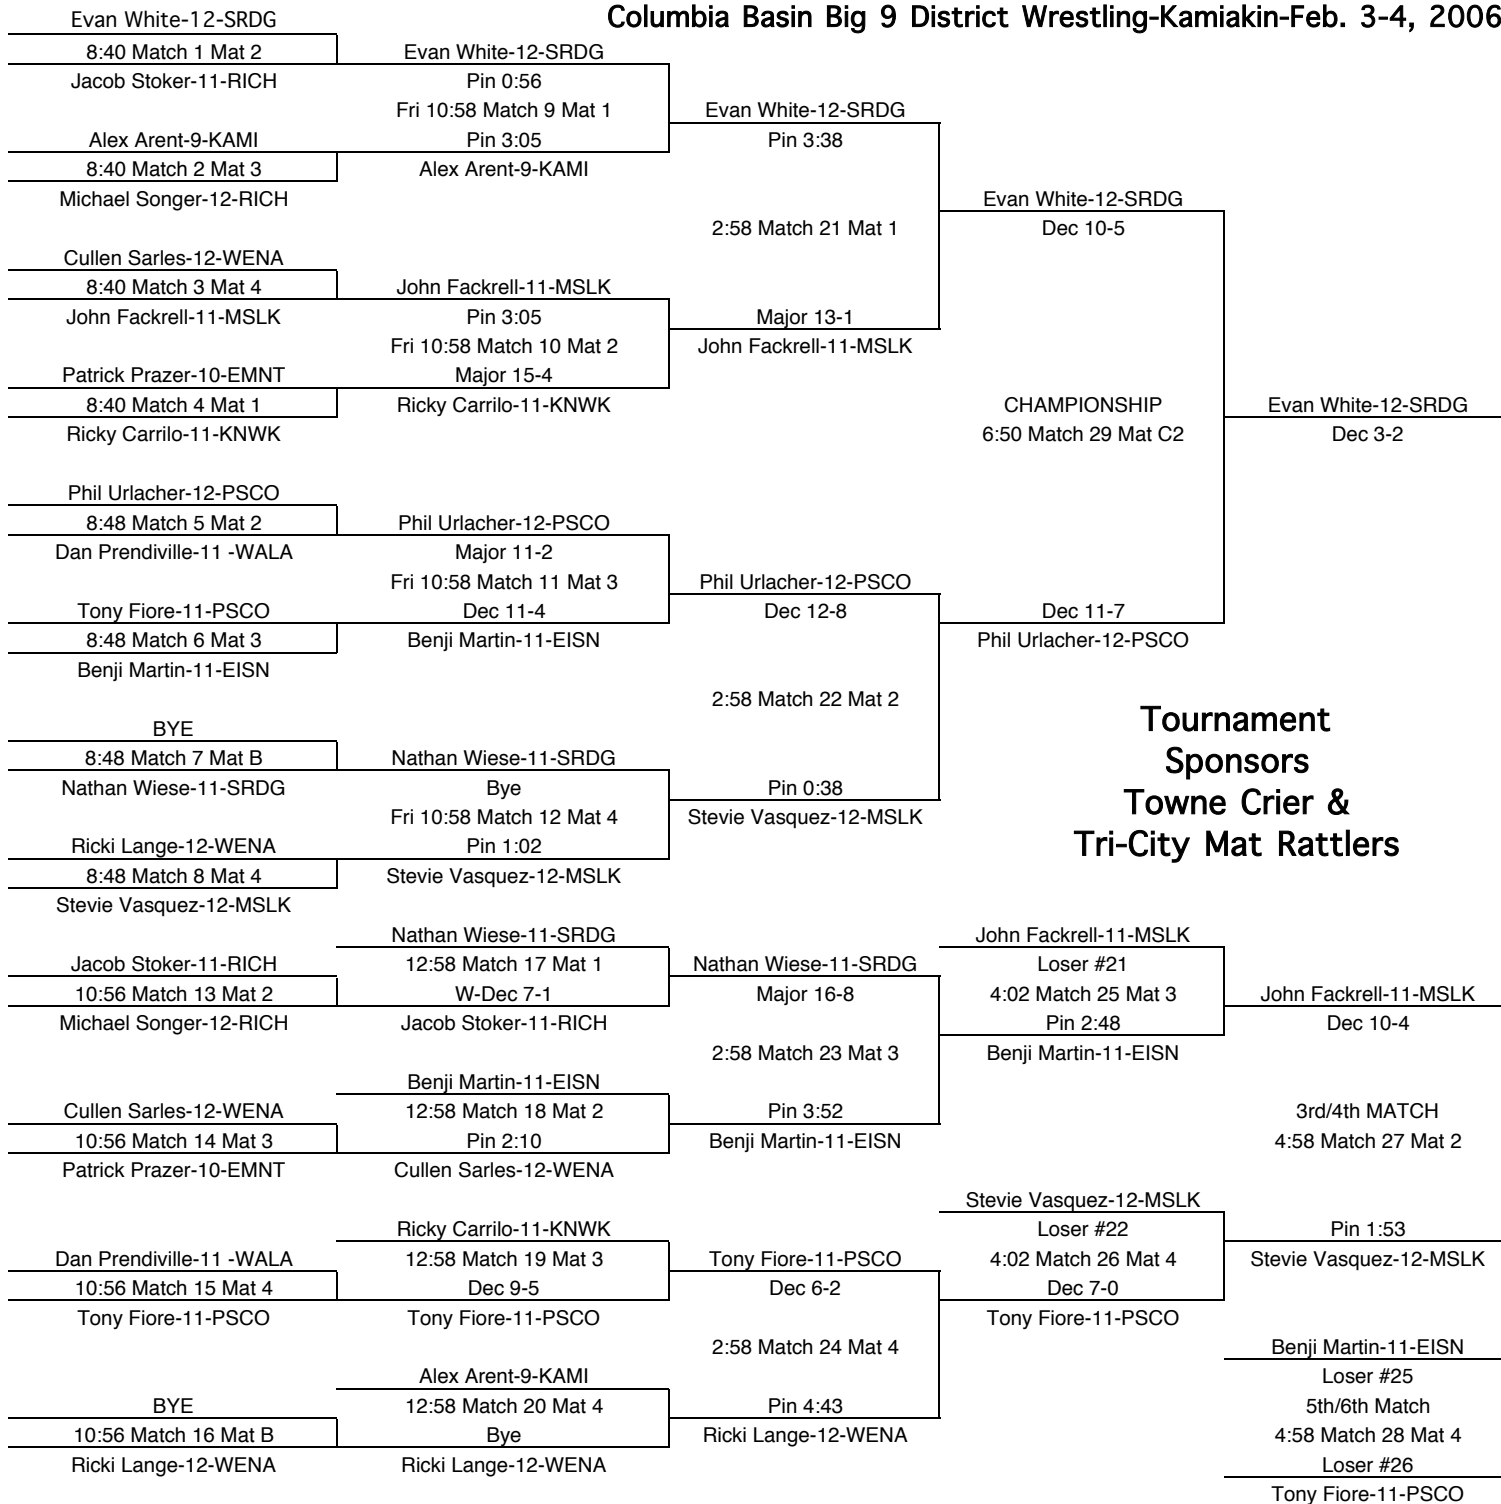 Columbia Basin Big 9 District Wrestling-Kamiakin-Feb. 3-4, 2006
Evan White-12-SRDG
8:40 Match 1 Mat 2
Jacob Stoker-11-RICH
Alex Arent-9-KAMI
8:40 Match 2 Mat 3
Michael Songer-12-RICH
Cullen Sarles-12-WENA
8:40 Match 3 Mat 4
John Fackrell-11-MSLK
Patrick Prazer-10-EMNT
8:40 Match 4 Mat 1
Ricky Carrilo-11-KNWK
Phil Urlacher-12-PSCO
8:48 Match 5 Mat 2
Dan Prendiville-11 -WALA
Tony Fiore-11-PSCO
8:48 Match 6 Mat 3
Benji Martin-11-EISN
BYE
8:48 Match 7 Mat B
Nathan Wiese-11-SRDG
Ricki Lange-12-WENA
8:48 Match 8 Mat 4
Stevie Vasquez-12-MSLK
Evan White-12-SRDG
Pin 0:56
Fri 10:58 Match 9 Mat 1
Pin 3:05
Alex Arent-9-KAMI
John Fackrell-11-MSLK
Pin 3:05
Fri 10:58 Match 10 Mat 2
Major 15-4
Ricky Carrilo-11-KNWK
Phil Urlacher-12-PSCO
Major 11-2
Fri 10:58 Match 11 Mat 3
Dec 11-4
Benji Martin-11-EISN
Nathan Wiese-11-SRDG
Bye
Fri 10:58 Match 12 Mat 4
Pin 1:02
Stevie Vasquez-12-MSLK
Evan White-12-SRDG
Pin 3:38
2:58 Match 21 Mat 1
Major 13-1
John Fackrell-11-MSLK
Phil Urlacher-12-PSCO
Dec 12-8
2:58 Match 22 Mat 2
Pin 0:38
Stevie Vasquez-12-MSLK
Evan White-12-SRDG
Dec 10-5
CHAMPIONSHIP
6:50 Match 29 Mat C2
Dec 11-7
Phil Urlacher-12-PSCO
Evan White-12-SRDG
Dec 3-2
Tournament
Sponsors
Towne Crier &
Tri-City Mat Rattlers
Jacob Stoker-11-RICH
10:56 Match 13 Mat 2
Michael Songer-12-RICH
Cullen Sarles-12-WENA
10:56 Match 14 Mat 3
Patrick Prazer-10-EMNT
Dan Prendiville-11 -WALA
10:56 Match 15 Mat 4
Tony Fiore-11-PSCO
BYE
10:56 Match 16 Mat B
Ricki Lange-12-WENA
Nathan Wiese-11-SRDG
12:58 Match 17 Mat 1
W-Dec 7-1
Jacob Stoker-11-RICH
Benji Martin-11-EISN
12:58 Match 18 Mat 2
Pin 2:10
Cullen Sarles-12-WENA
Ricky Carrilo-11-KNWK
12:58 Match 19 Mat 3
Dec 9-5
Tony Fiore-11-PSCO
Alex Arent-9-KAMI
12:58 Match 20 Mat 4
Bye
Ricki Lange-12-WENA
Nathan Wiese-11-SRDG
Major 16-8
2:58 Match 23 Mat 3
Pin 3:52
Benji Martin-11-EISN
Tony Fiore-11-PSCO
Dec 6-2
2:58 Match 24 Mat 4
Pin 4:43
Ricki Lange-12-WENA
John Fackrell-11-MSLK
Loser #21
4:02 Match 25 Mat 3
Pin 2:48
Benji Martin-11-EISN
Stevie Vasquez-12-MSLK
Loser #22
4:02 Match 26 Mat 4
Dec 7-0
Tony Fiore-11-PSCO
John Fackrell-11-MSLK
Dec 10-4
3rd/4th MATCH
4:58 Match 27 Mat 2
Pin 1:53
Stevie Vasquez-12-MSLK
Benji Martin-11-EISN
Loser #25
5th/6th Match
4:58 Match 28 Mat 4
Loser #26
Tony Fiore-11-PSCO